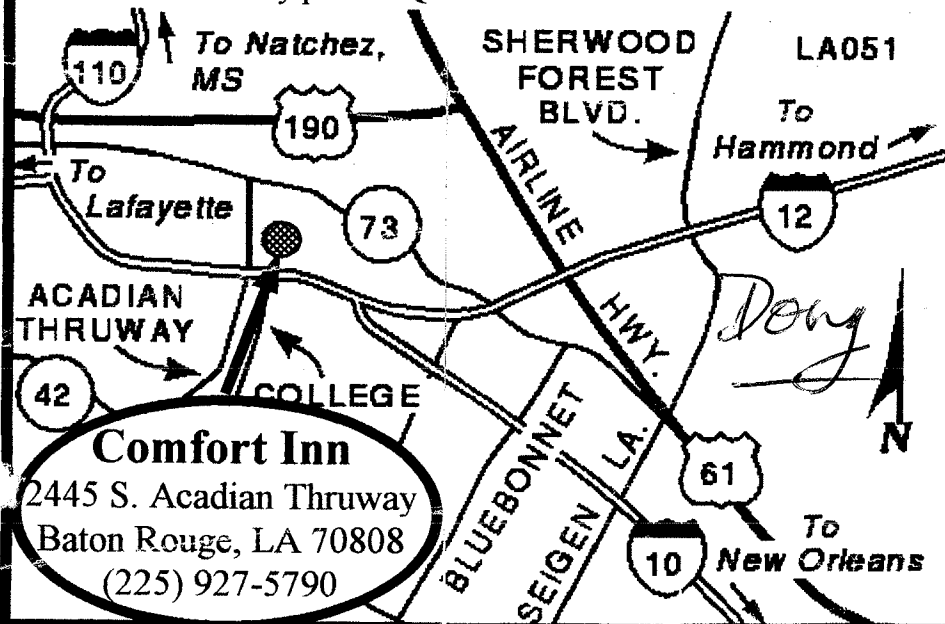 110
To Natchez,
MS
SHERWOOD
FOREST
BLVD.
LA051
190
AIRLINE
HWY.
To
Hammond
To
Lafayette
73
12
ACADIAN
THRUWAY
Doug
42
COLLEGE
N
Comfort Inn
2445 S. Acadian Thruway
Baton Rouge, LA 70808
(225) 927-5790
BLUEBONNET
SEIGEN LA.
61
10
To
New Orleans